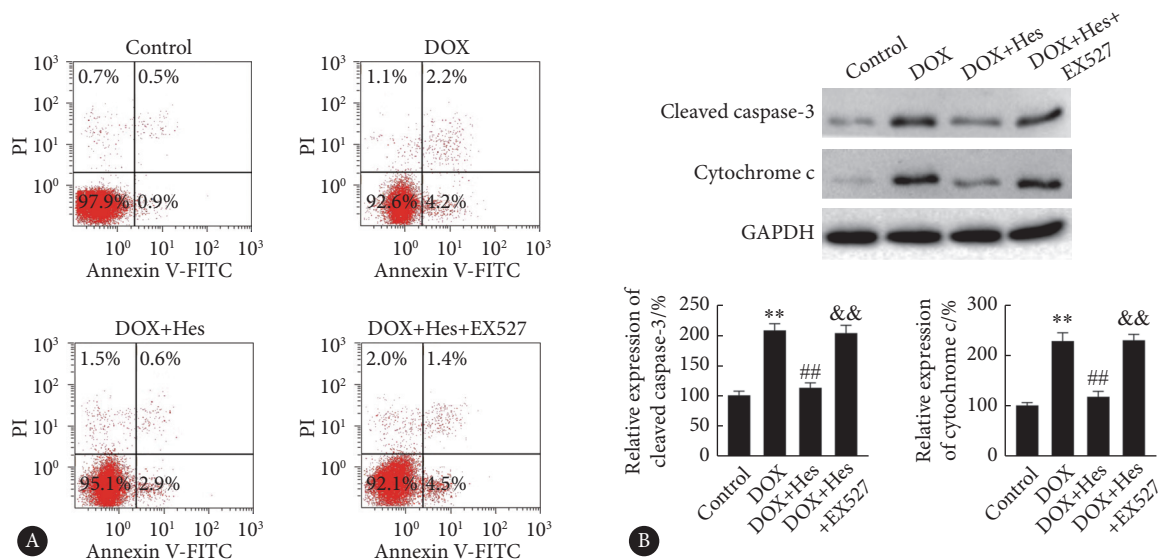 Control
10³
10²
10¹
10⁰
PI
0.7%
0.5%
97.9%
0.9%
10⁰ 10¹ 10² 10³
Annexin V-FITC
DOX
10³
10²
10¹
10⁰
PI
1.1%
2.2%
92.6%
4.2%
10⁰ 10¹ 10² 10³
Annexin V-FITC
DOX+Hes
10³
10²
10¹
10⁰
PI
1.5%
0.6%
95.1%
2.9%
10⁰ 10¹ 10² 10³
Annexin V-FITC
DOX+Hes+EX527
10³
10²
10¹
10⁰
PI
2.0%
1.4%
92.1%
4.5%
10⁰ 10¹ 10² 10³
Annexin V-FITC
A
Control
DOX
DOX+Hes
DOX+Hes+
EX527
Cleaved caspase-3
Cytochrome c
GAPDH
Relative expression of
cleaved caspase-3/%
250
200
150
100
50
0
**
##
&&
Control
DOX
DOX+Hes
DOX+Hes
+EX527
Relative expression
of cytochrome c/%
300
200
100
0
**
##
&&
Control
DOX
DOX+Hes
DOX+Hes
+EX527
B